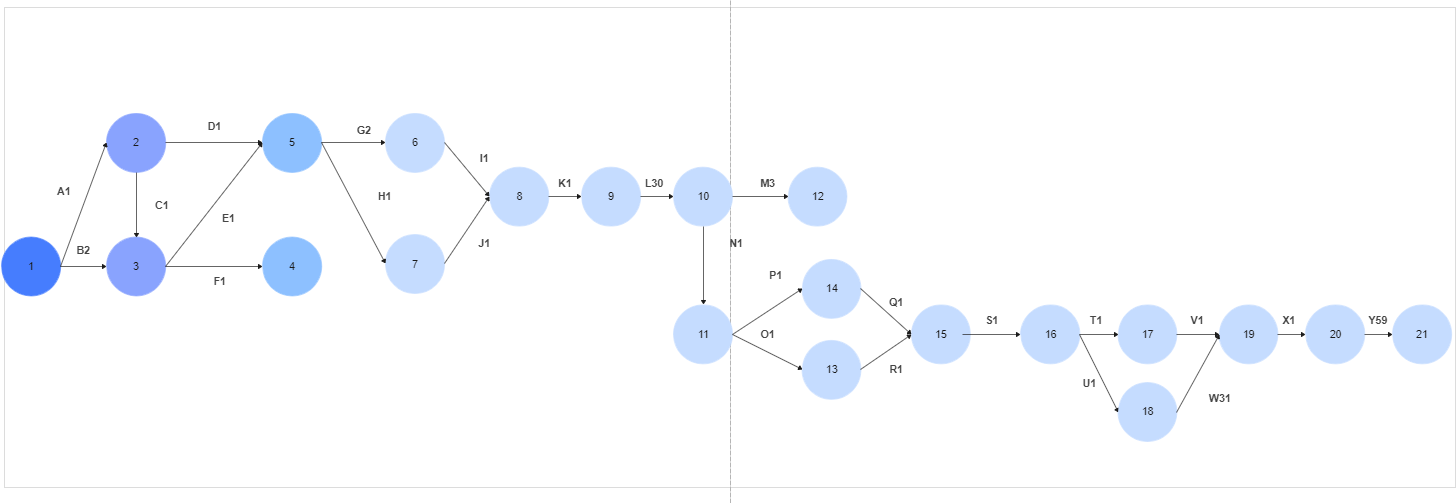 A1
B2
C1
D1
E1
F1
G2
H1
I1
J1
K1
L30
M3
N1
P1
O1
Q1
R1
S1
T1
U1
V1
W31
X1
Y59
1
2
3
4
5
6
7
8
9
10
11
12
13
14
15
16
17
18
19
20
21